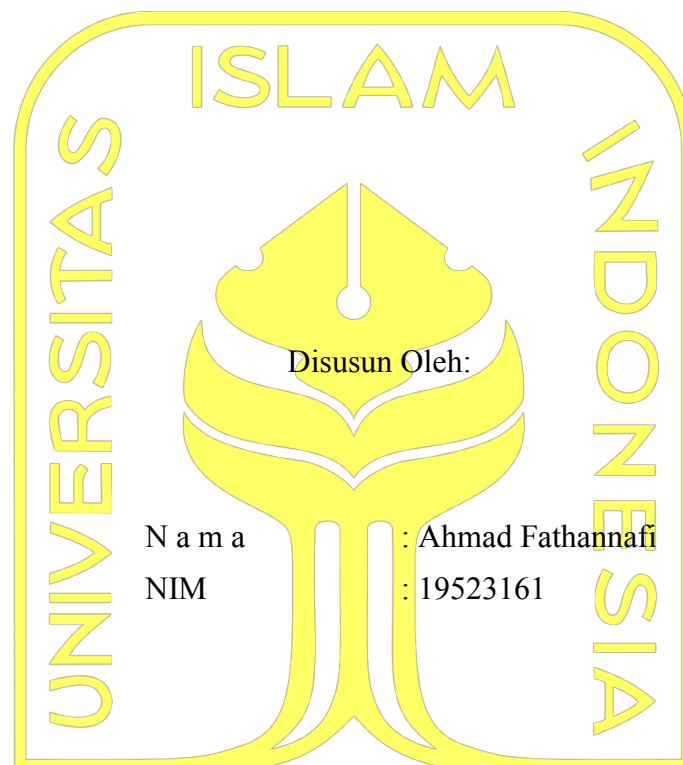 ISLAM
UNIVERSITAS
INDONESIA
Disusun Oleh:
N a m a : Ahmad Fathannafi
NIM : 19523161